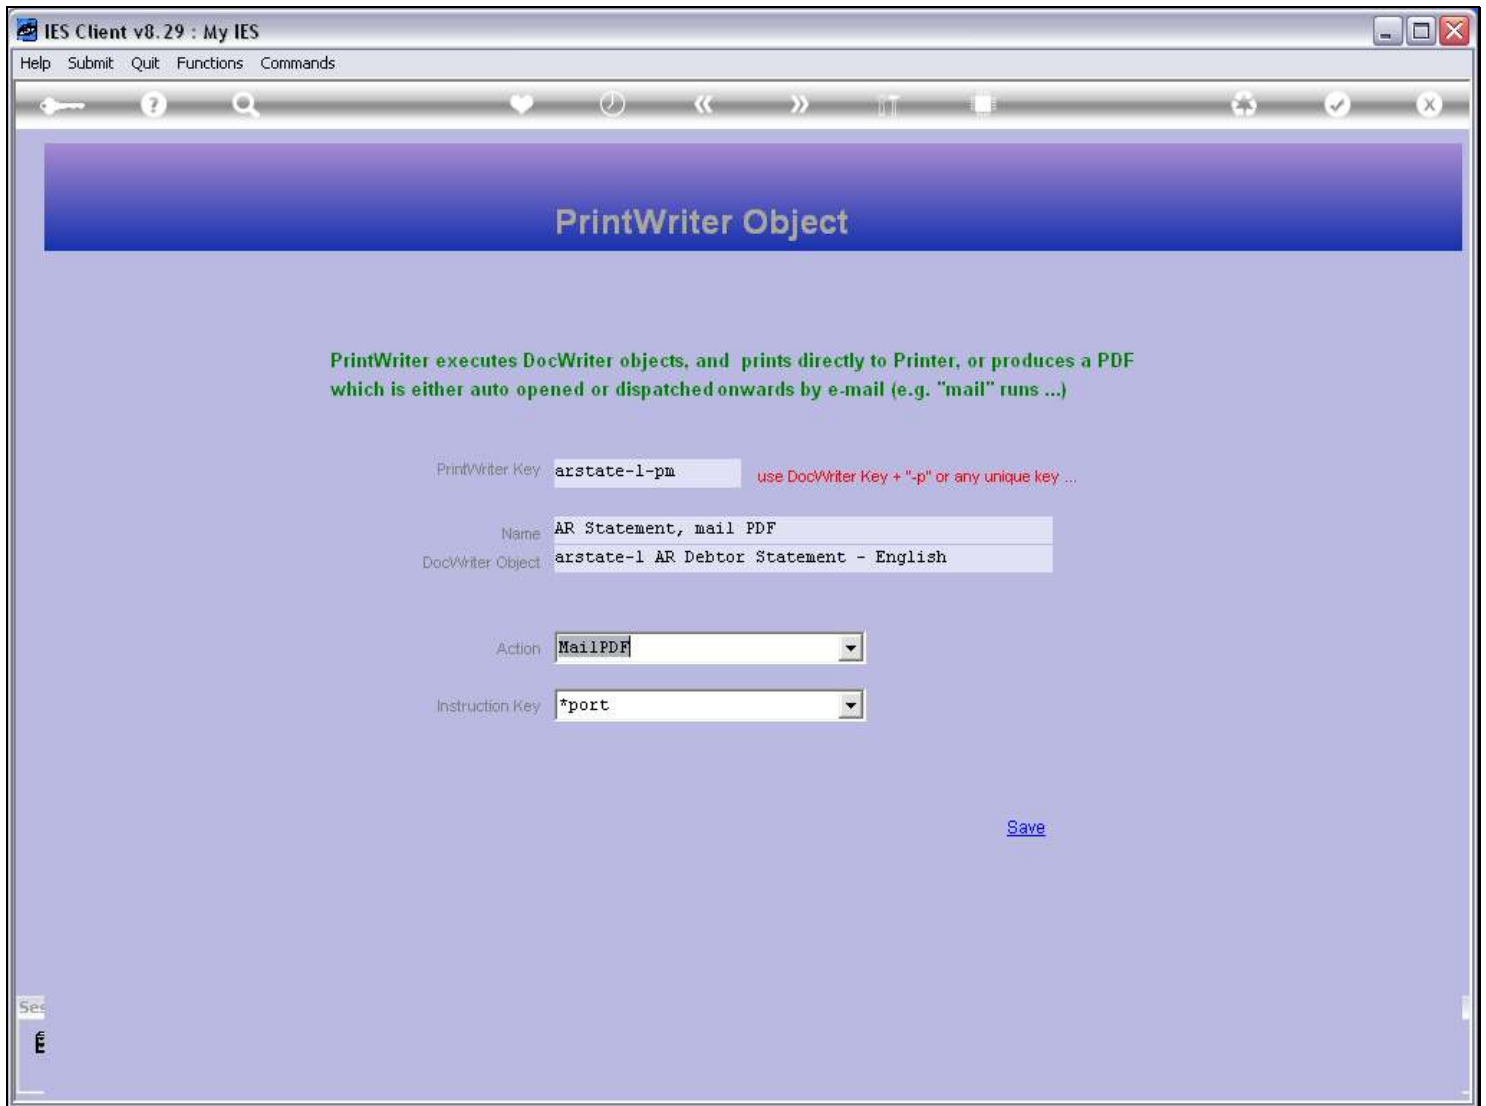 IES Client v8.29 : My IES
Help Submit Quit Functions Commands
PrintWriter Object
PrintWriter executes DocWriter objects, and prints directly to Printer, or produces a PDF
which is either auto opened or dispatched onwards by e-mail (e.g. "mail" runs ...)
PrintWriter Key arstate-1-pm use DocWriter Key + "-p" or any unique key ...
Name AR Statement, mail PDF
DocWriter Object arstate-1 AR Debtor Statement - English
Action MailPDF
Instruction Key *port
Save